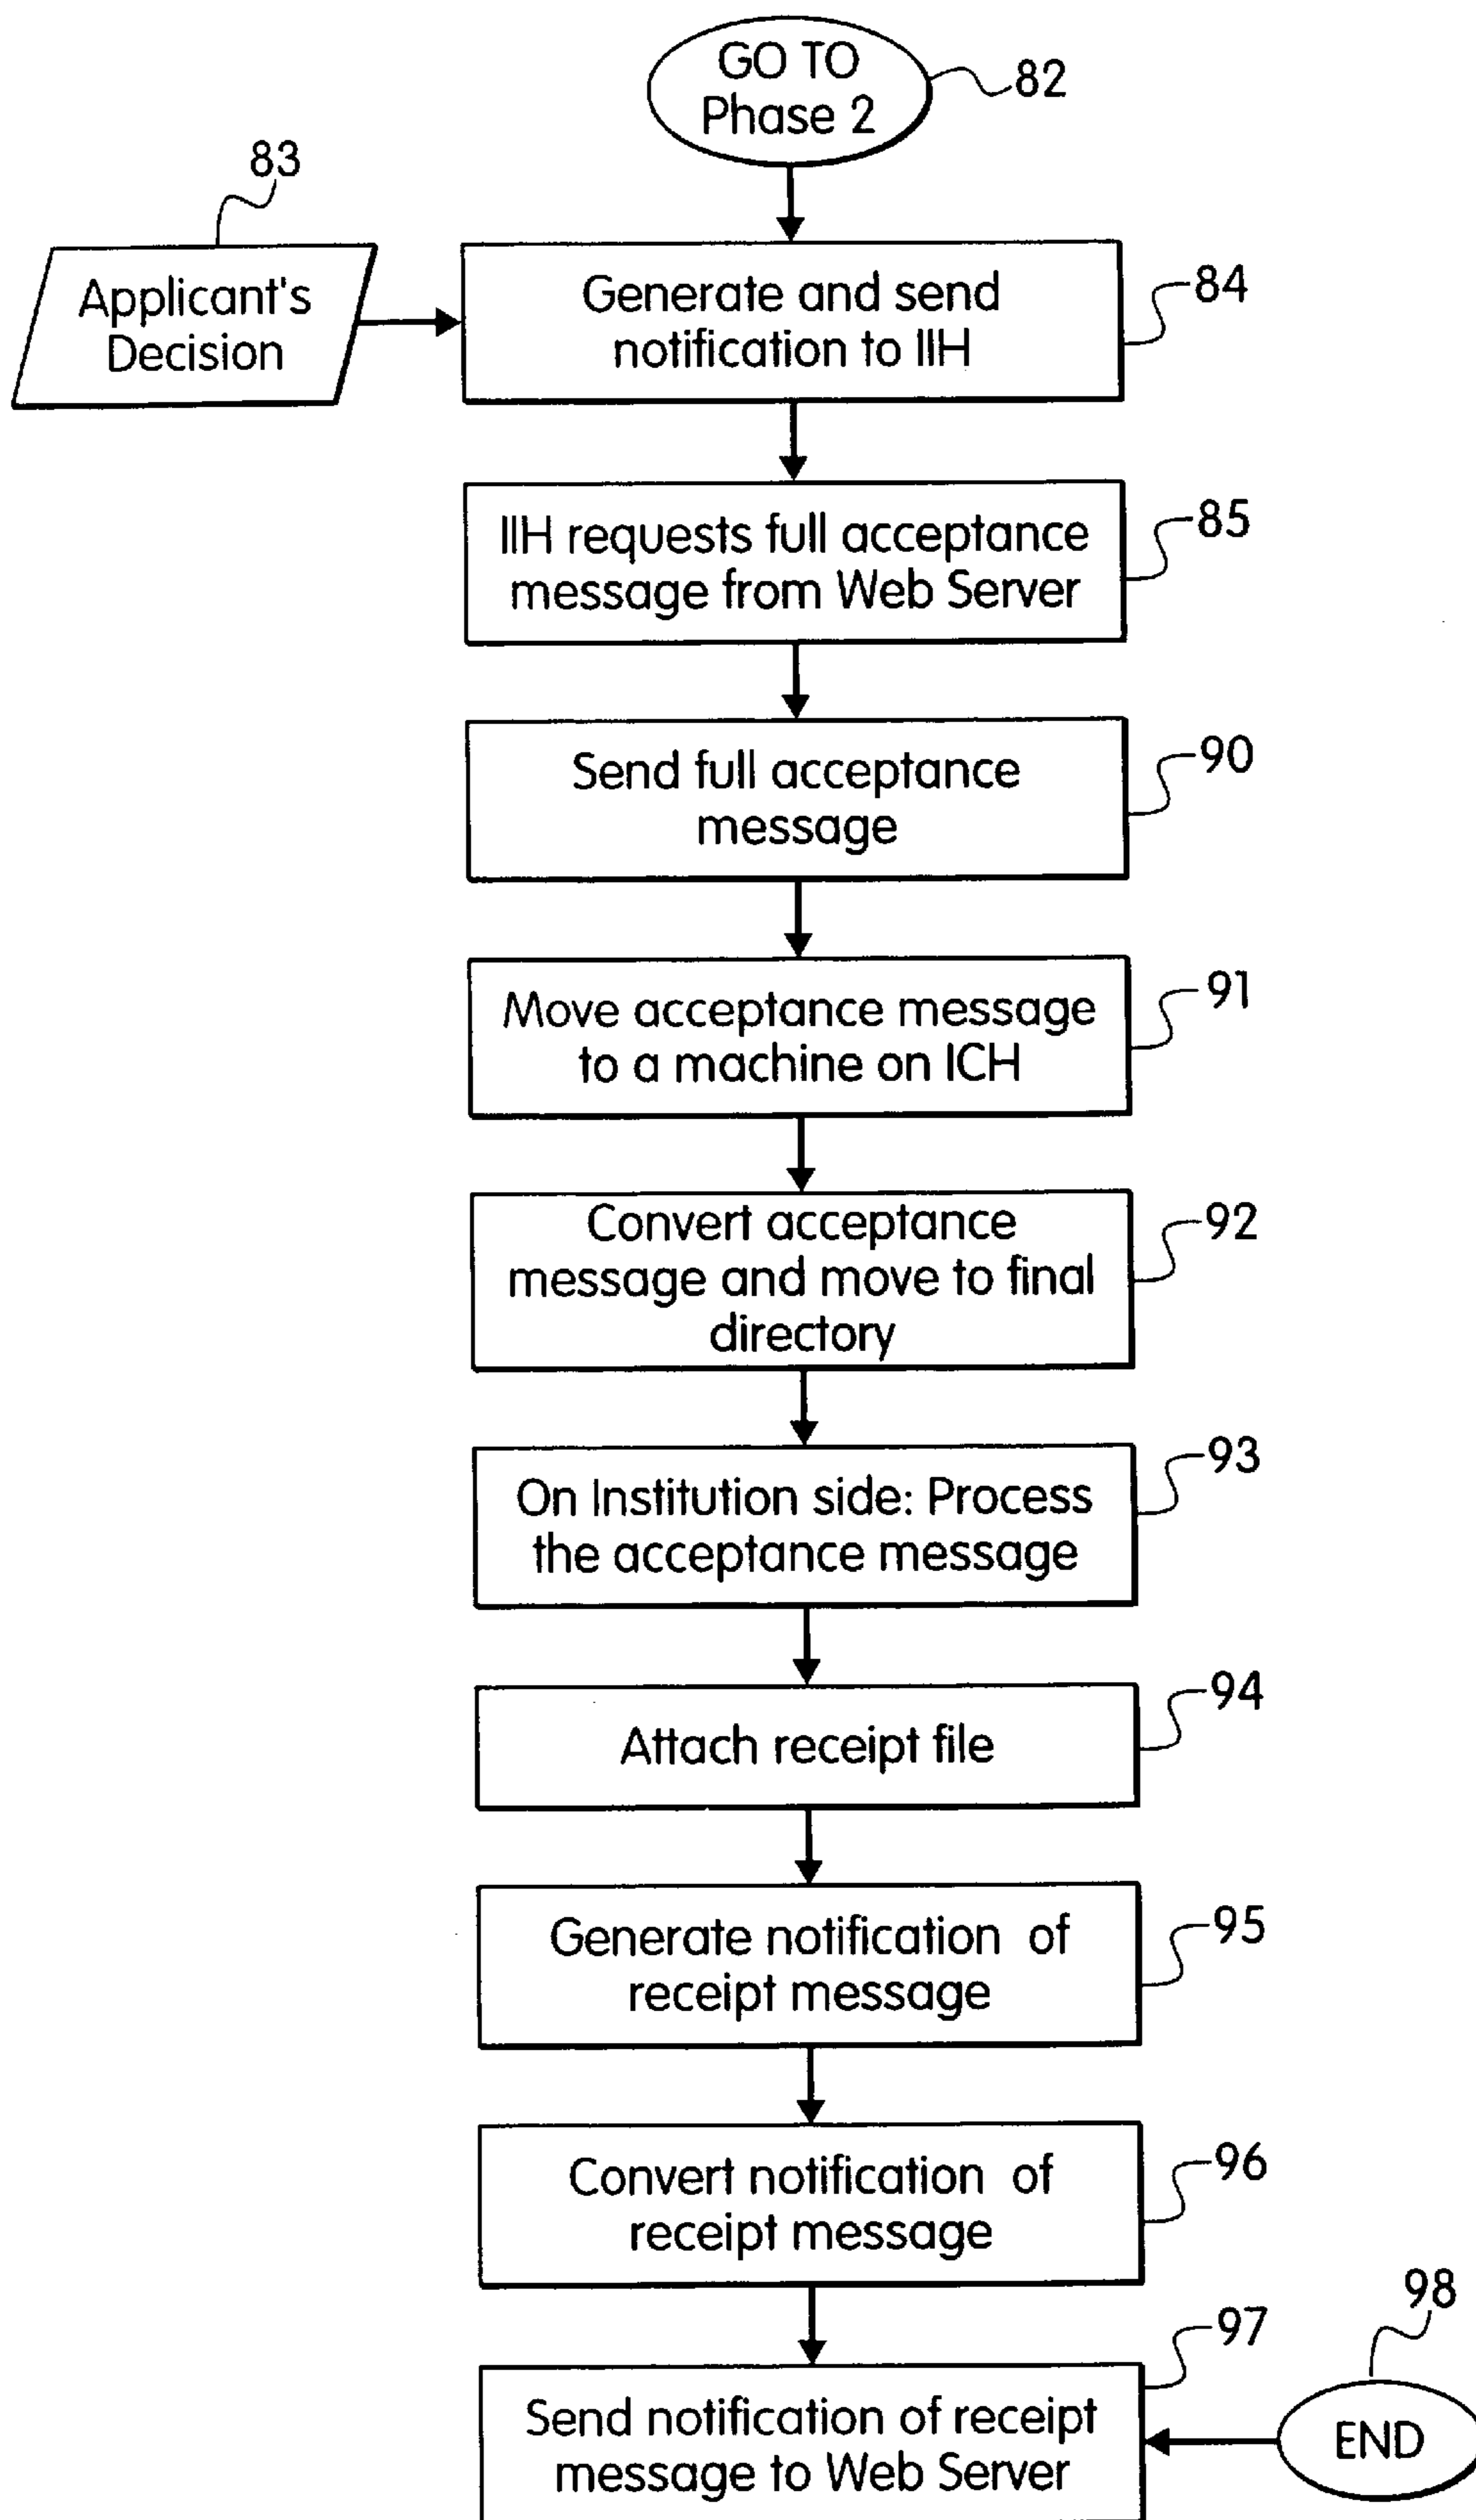 GO TO
Phase 2
82
83
Applicant's
Decision
Generate and send
notification to IIH
84
IIH requests full acceptance
message from Web Server
85
Send full acceptance
message
90
Move acceptance message
to a machine on ICH
91
Convert acceptance
message and move to final
directory
92
On Institution side: Process
the acceptance message
93
Attach receipt file
94
Generate notification of
receipt message
95
Convert notification of
receipt message
96
Send notification of receipt
message to Web Server
97
98
END